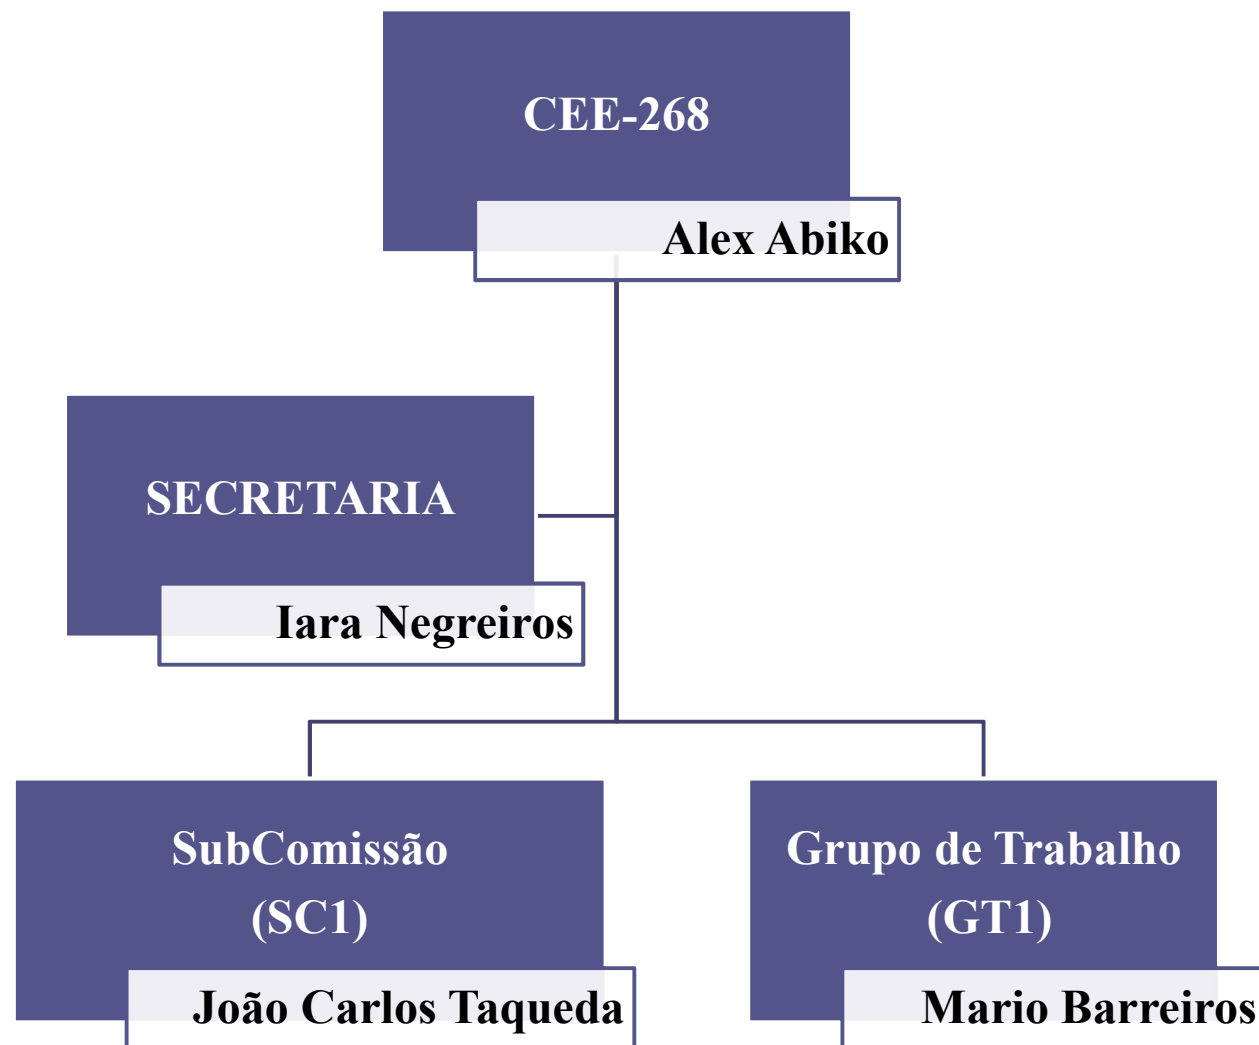 CEE-268
Alex Abiko
SECRETARIA
Iara Negreiros
SubComissão
(SC1)
João Carlos Taqueda
Grupo de Trabalho
(GT1)
Mario Barreiros